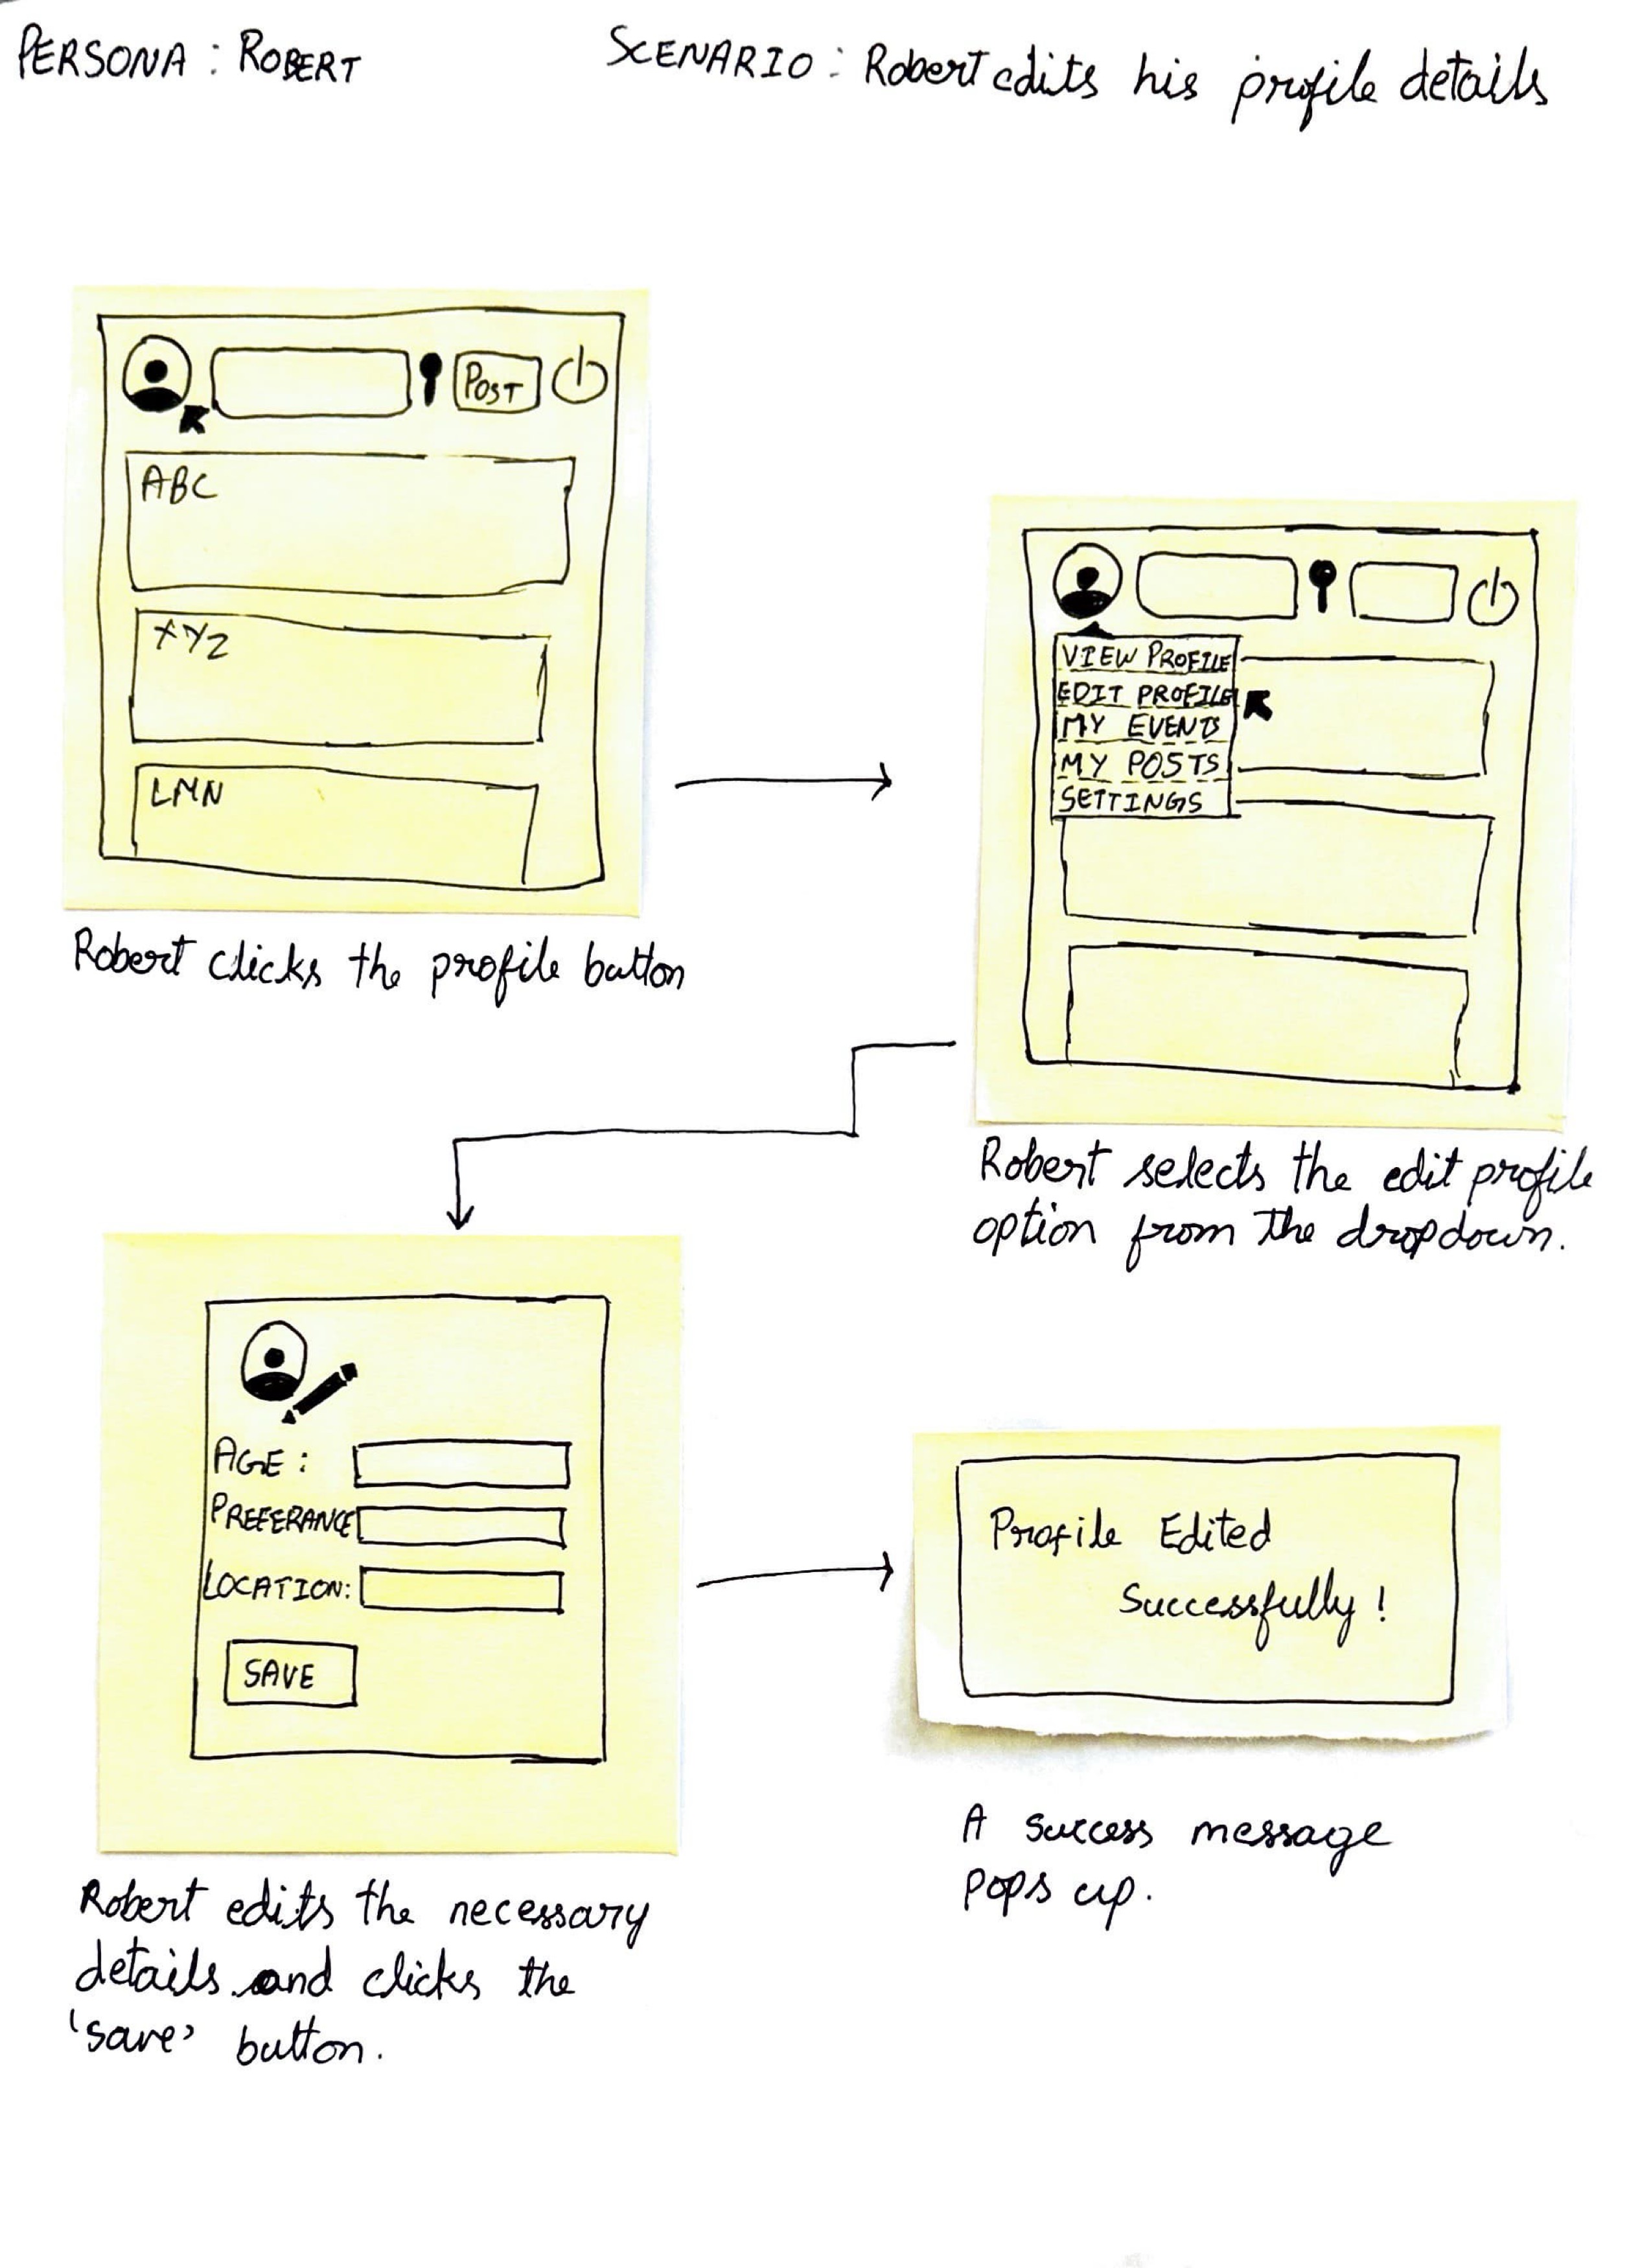 PERSONA : ROBERT
SCENARIO : Robert edits his profile details
POST
ABC
XYZ
LMN
Robert clicks the profile button
VIEW PROFILE
EDIT PROFILE
MY EVENTS
MY POSTS
SETTINGS
Robert selects the edit profile
option from the dropdown.
AGE :
PREFERANCE
LOCATION:
SAVE
Robert edits the necessary
details and clicks the
'save' button.
Profile Edited
Successfully !
A success message
pops up.